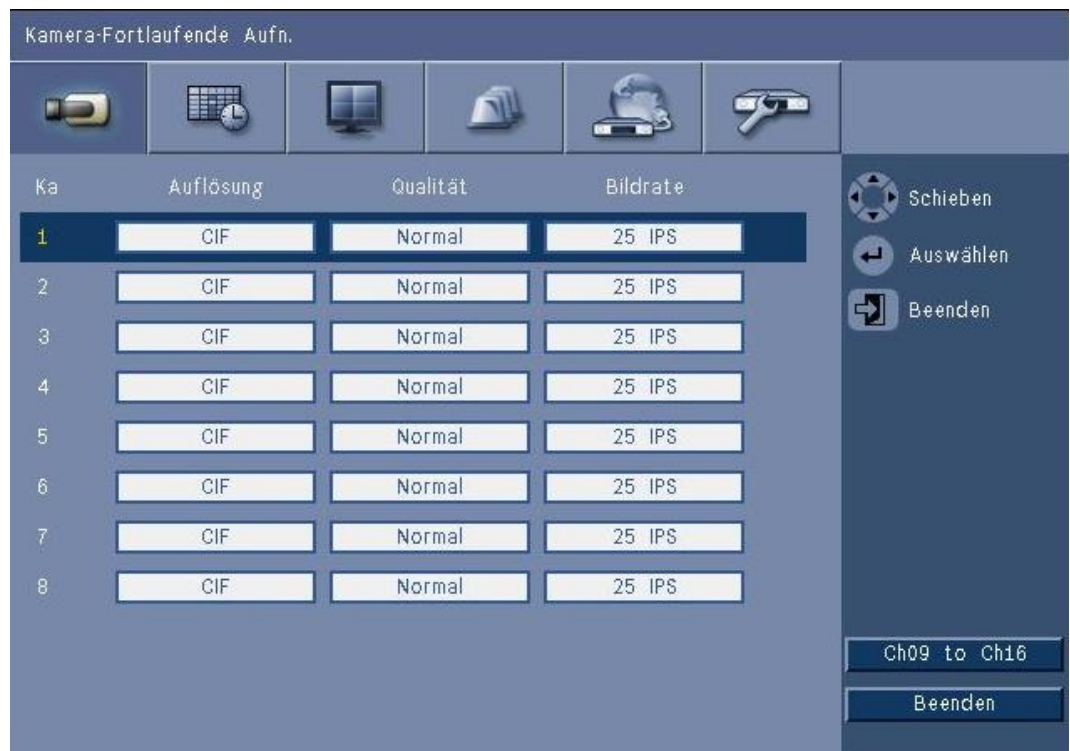 Kamera-Fortlaufende Aufn.
Ka Auflösung Qualität Bildrate
1 CIF Normal 25 IPS
2 CIF Normal 25 IPS
3 CIF Normal 25 IPS
4 CIF Normal 25 IPS
5 CIF Normal 25 IPS
6 CIF Normal 25 IPS
7 CIF Normal 25 IPS
8 CIF Normal 25 IPS
Schieben
Auswählen
Beenden
Ch09 to Ch16
Beenden